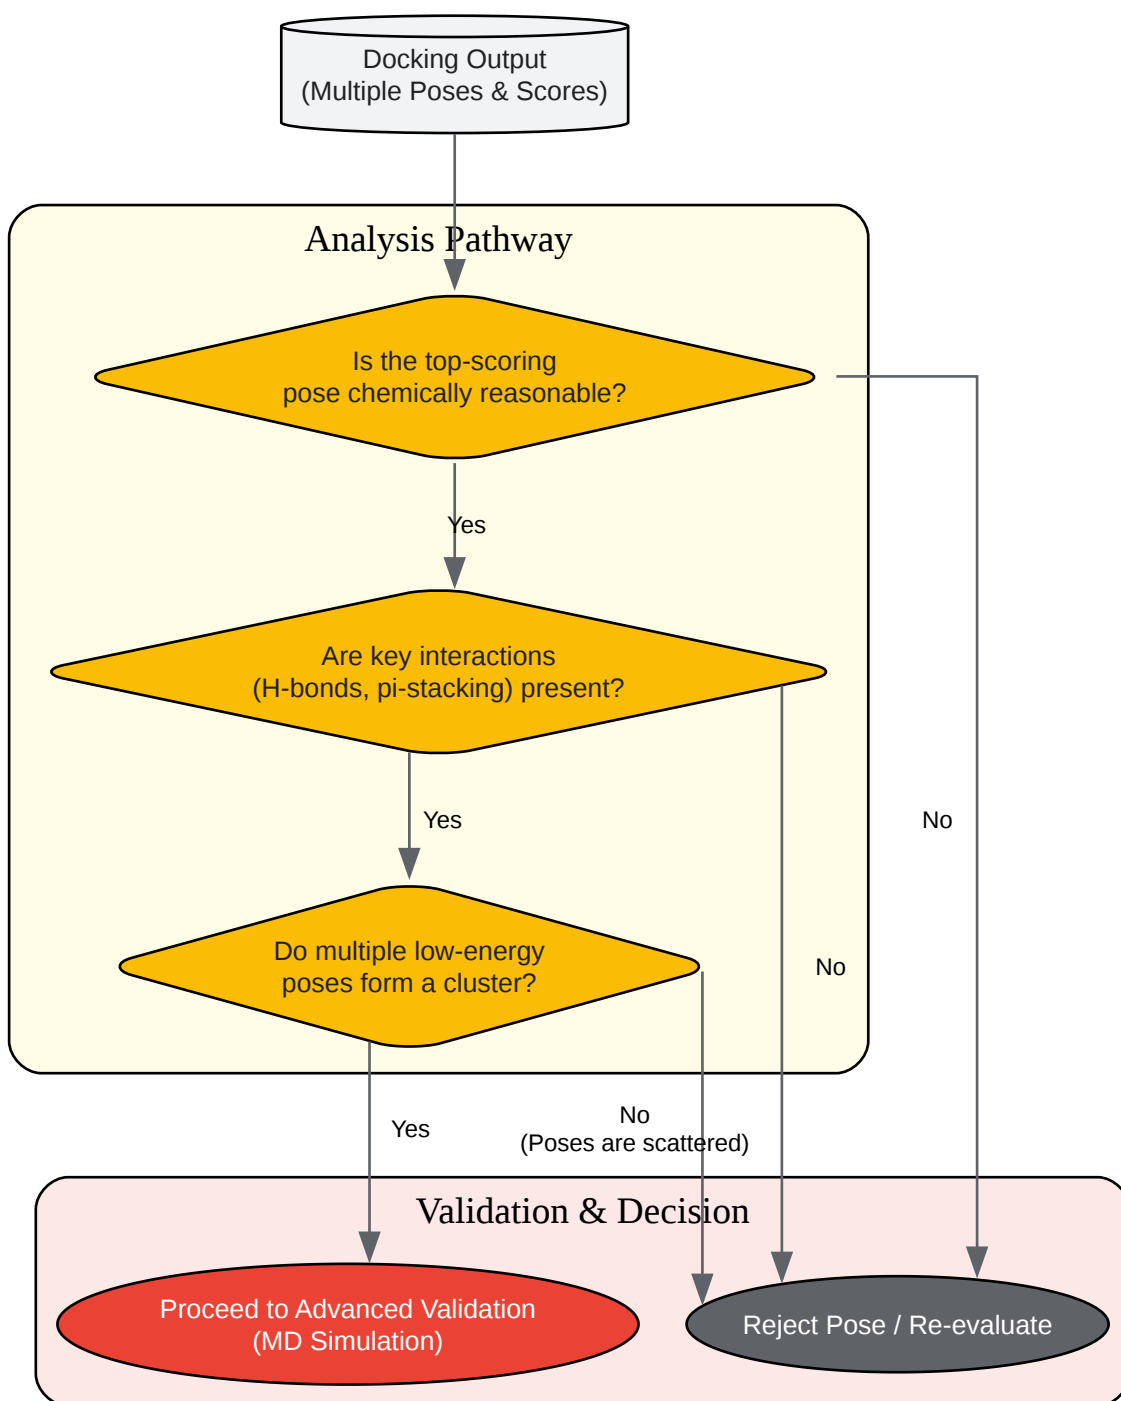 Docking Output
(Multiple Poses & Scores)
Analysis Pathway
Is the top-scoring
pose chemically reasonable?
Yes
Are key interactions
(H-bonds, pi-stacking) present?
Yes
No
Do multiple low-energy
poses form a cluster?
No
Yes
No
(Poses are scattered)
Validation & Decision
Proceed to Advanced Validation
(MD Simulation)
Reject Pose / Re-evaluate